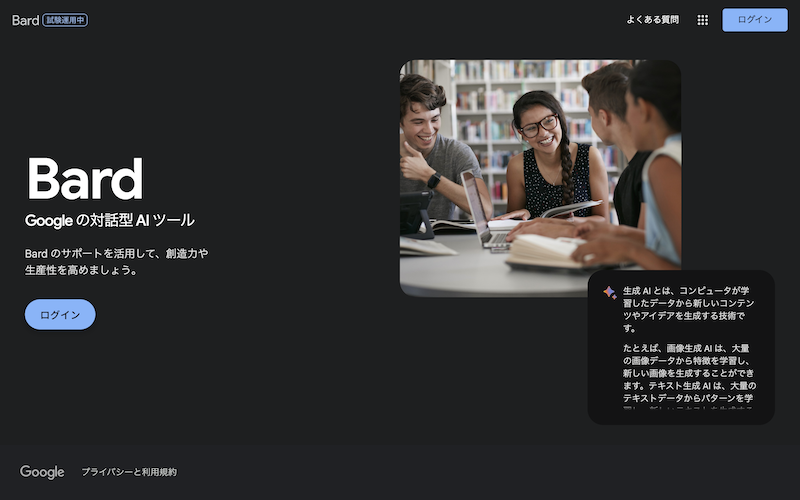 Bard 試験運用中
よくある質問
ログイン
Bard
Google の対話型 AI ツール
Bard のサポートを活用して、創造力や
生産性を高めましょう。
ログイン
生成 AI とは、コンピュータが学
習したデータから新しいコンテン
ツやアイデアを生成する技術で
す。
たとえば、画像生成 AI は、大量
の画像データから特徴を学習し、
新しい画像を生成することができ
ます。テキスト生成 AI は、大量の
テキストデータからパターンを学
Google
プライバシーと利用規約